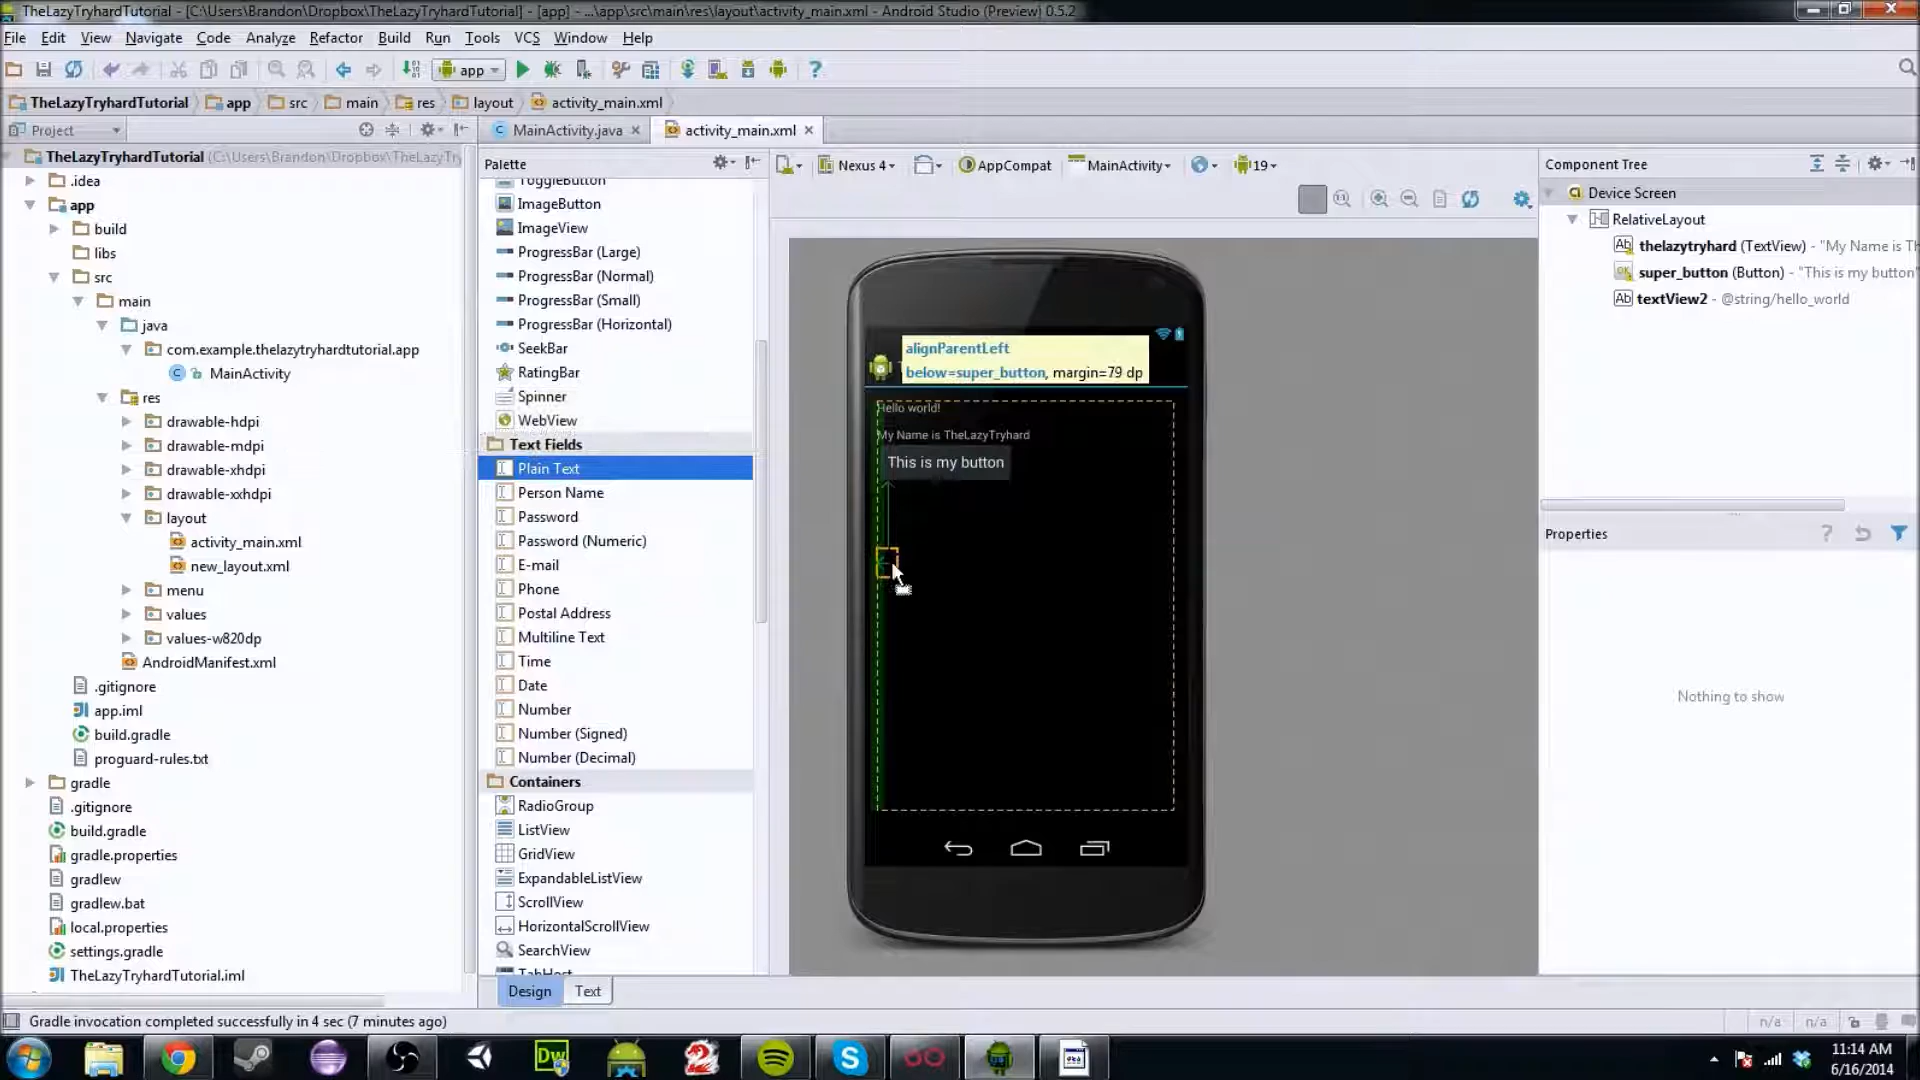 TheLazyTryhardTutorial - [C:\Users\Brandon\Dropbox\TheLazyTryhardTutorial] - [app] - ...\app\src\main\res\layout\activity_main.xml - Android Studio (Preview) 0.5.2
File Edit View Navigate Code Analyze Refactor Build Run Tools VCS Window Help
app
TheLazyTryhardTutorial app src main res layout activity_main.xml
Project
MainActivity.java activity_main.xml
TheLazyTryhardTutorial (C:\Users\Brandon\Dropbox\TheLazyTry
.idea
app
build
libs
src
main
java
com.example.thelazytryhardtutorial.app
MainActivity
res
drawable-hdpi
drawable-mdpi
drawable-xhdpi
drawable-xxhdpi
layout
activity_main.xml
new_layout.xml
menu
values
values-w820dp
AndroidManifest.xml
.gitignore
app.iml
build.gradle
proguard-rules.txt
gradle
.gitignore
build.gradle
gradle.properties
gradlew
gradlew.bat
local.properties
settings.gradle
TheLazyTryhardTutorial.iml
Palette
ToggleButton
ImageButton
ImageView
ProgressBar (Large)
ProgressBar (Normal)
ProgressBar (Small)
ProgressBar (Horizontal)
SeekBar
RatingBar
Spinner
WebView
Text Fields
Plain Text
Person Name
Password
Password (Numeric)
E-mail
Phone
Postal Address
Multiline Text
Time
Date
Number
Number (Signed)
Number (Decimal)
Containers
RadioGroup
ListView
GridView
ExpandableListView
ScrollView
HorizontalScrollView
SearchView
TabHost
Design Text
Nexus 4 AppCompat MainActivity 19
alignParentLeft
below=super_button, margin=79 dp
Hello world!
My Name is TheLazyTryhard
This is my button
Component Tree
Device Screen
RelativeLayout
thelazytryhard (TextView) - "My Name is Th
super_button (Button) - "This is my button"
textView2 - @string/hello_world
Properties
Nothing to show
Gradle invocation completed successfully in 4 sec (7 minutes ago)
n/a n/a
11:14 AM
6/16/2014